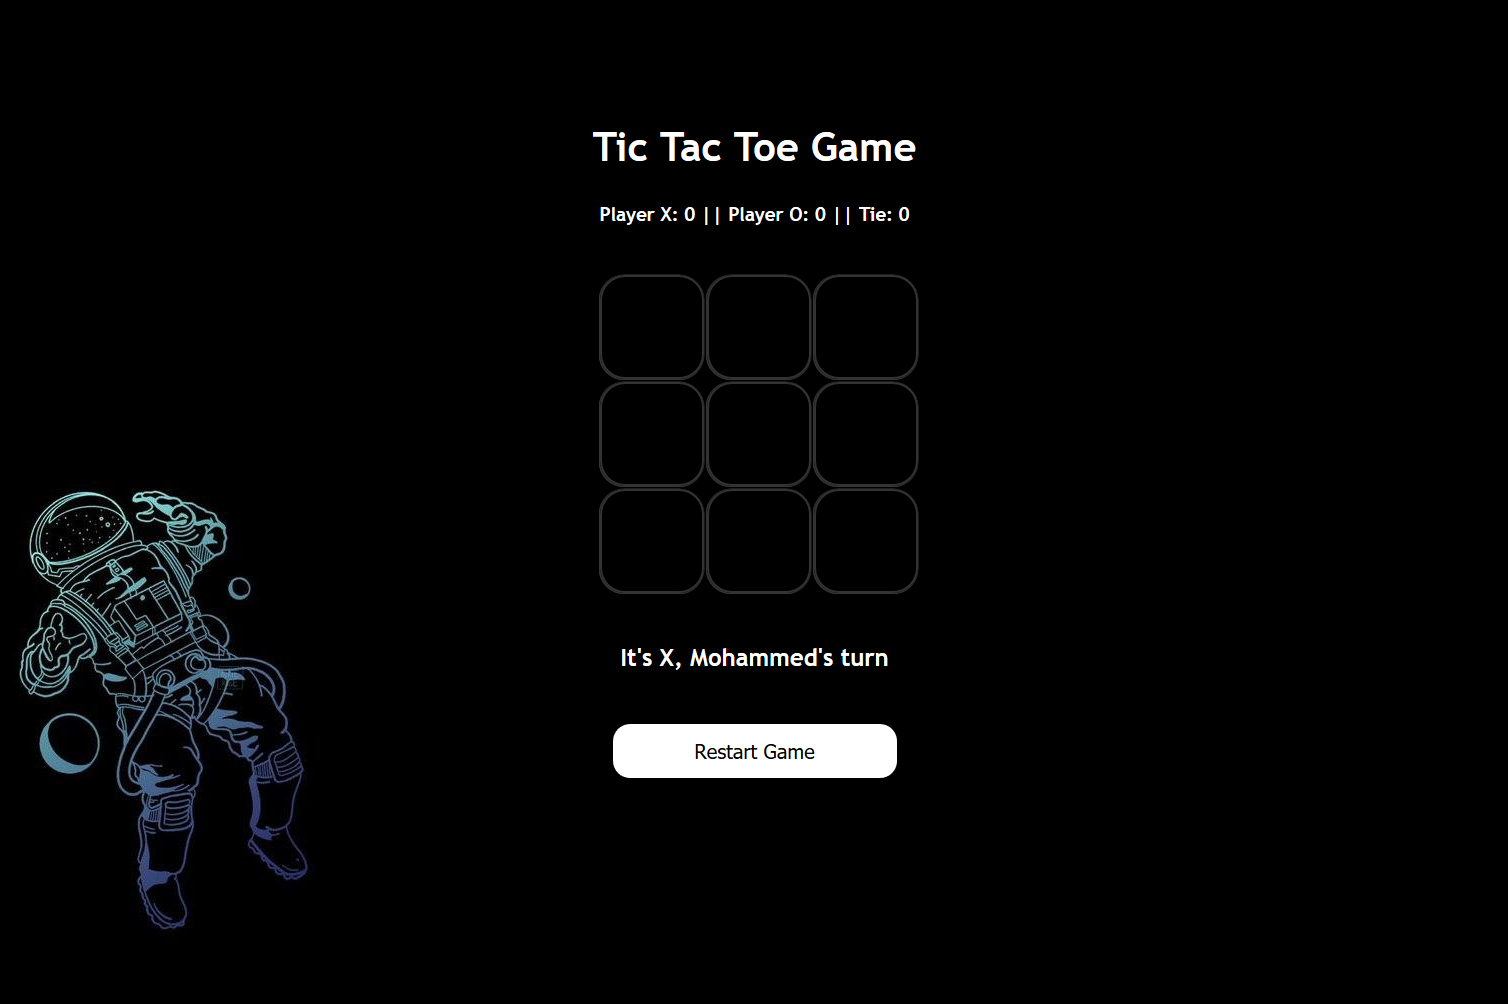 Tic Tac Toe Game
Player X: 0 || Player O: 0 || Tie: 0
It's X, Mohammed's turn
Restart Game